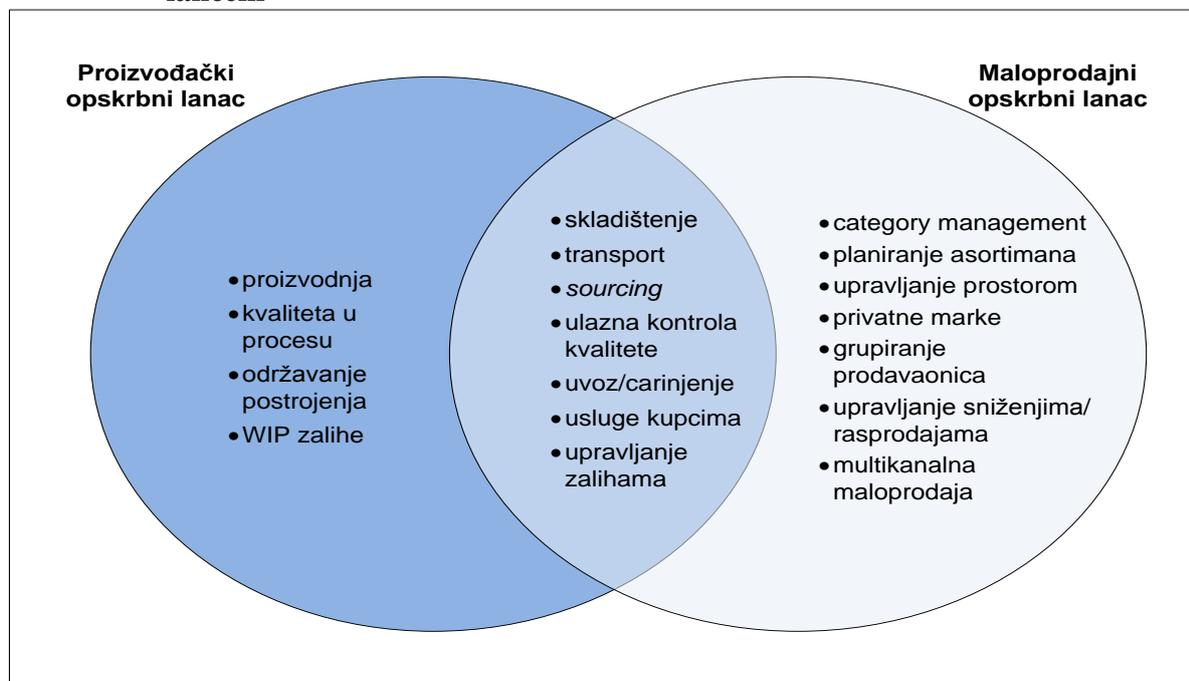 Proizvođački
opskrbni lanac
Maloprodajni
opskrbni lanac
• proizvodnja
• kvaliteta u
procesu
• održavanje
postrojenja
• WIP zalihe
• skladištenje
• transport
• sourcing
• ulazna kontrola
kvalitete
• uvoz/carinjenje
• usluge kupcima
• upravljanje
zalihama
• category management
• planiranje asortimana
• upravljanje prostorom
• privatne marke
• grupiranje
prodavaonica
• upravljanje sniženjima/
rasprodajama
• multikanalna
maloprodaja